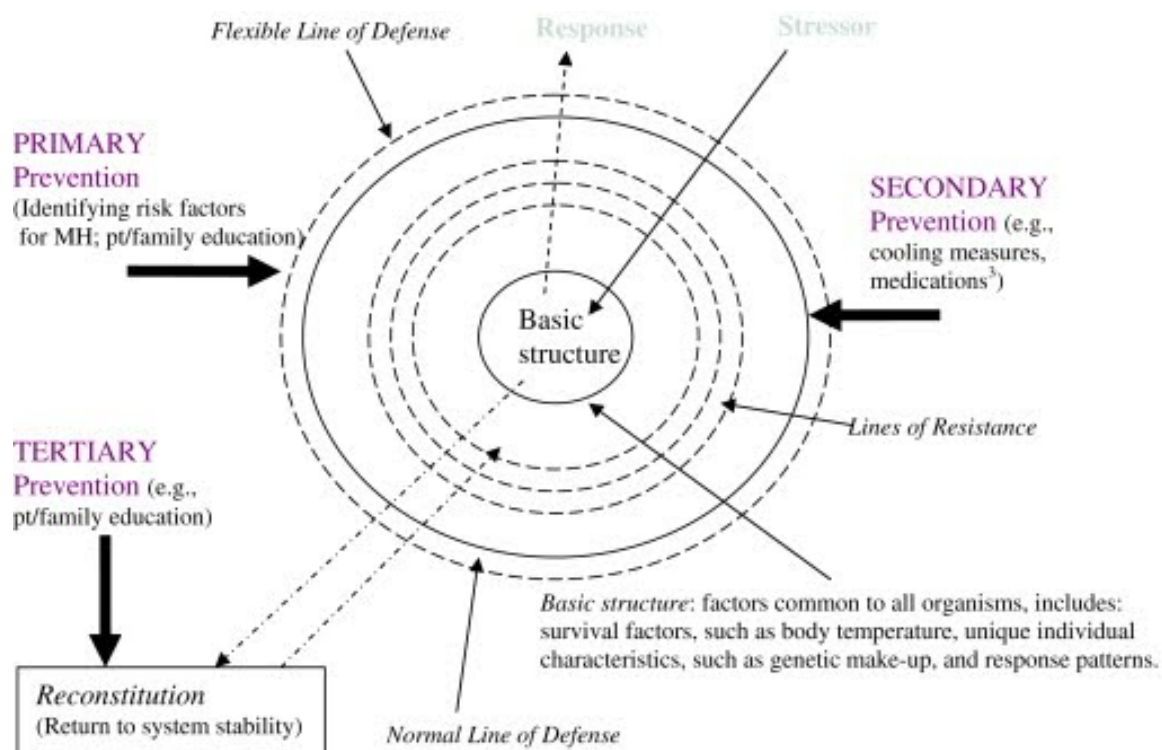 Flexible Line of Defense
Response
Stressor
PRIMARY
Prevention
(Identifying risk factors
for MH; pt/family education)
SECONDARY
Prevention (e.g.,
cooling measures,
medications³)
Basic
structure
Lines of Resistance
TERTIARY
Prevention (e.g.,
pt/family education)
Basic structure: factors common to all organisms, includes:
survival factors, such as body temperature, unique individual
characteristics, such as genetic make-up, and response patterns.
Reconstitution
(Return to system stability)
Normal Line of Defense